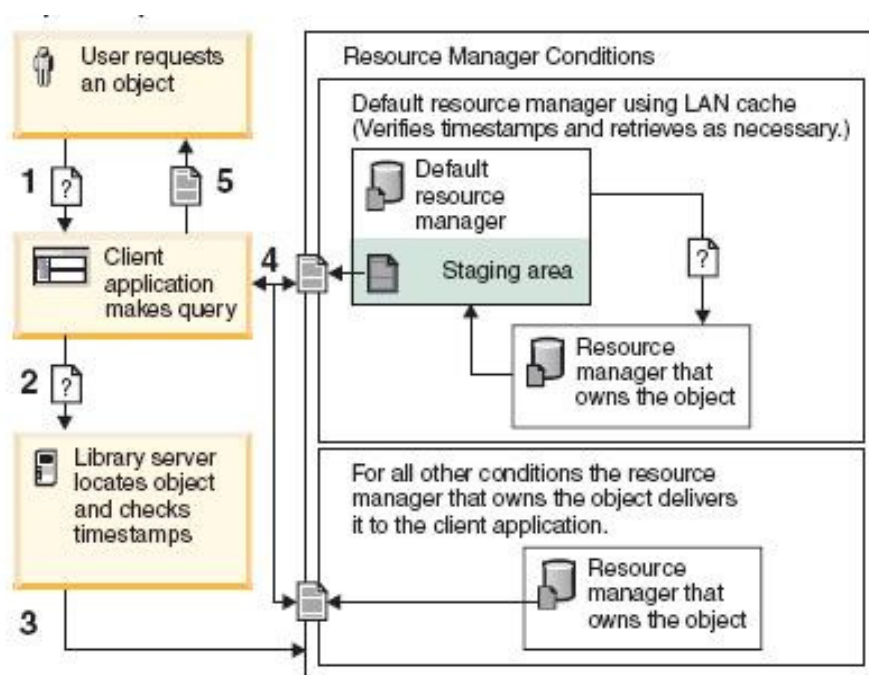 User requests
an object
1
?
5
Client
application
makes query
4
2
?
Library server
locates object
and checks
timestamps
3
Resource Manager Conditions
Default resource manager using LAN cache
(Verifies timestamps and retrieves as necessary.)
Default
resource
manager
Staging area
?
Resource
manager that
owns the object
For all other conditions the resource
manager that owns the object delivers
it to the client application.
Resource
manager that
owns the object